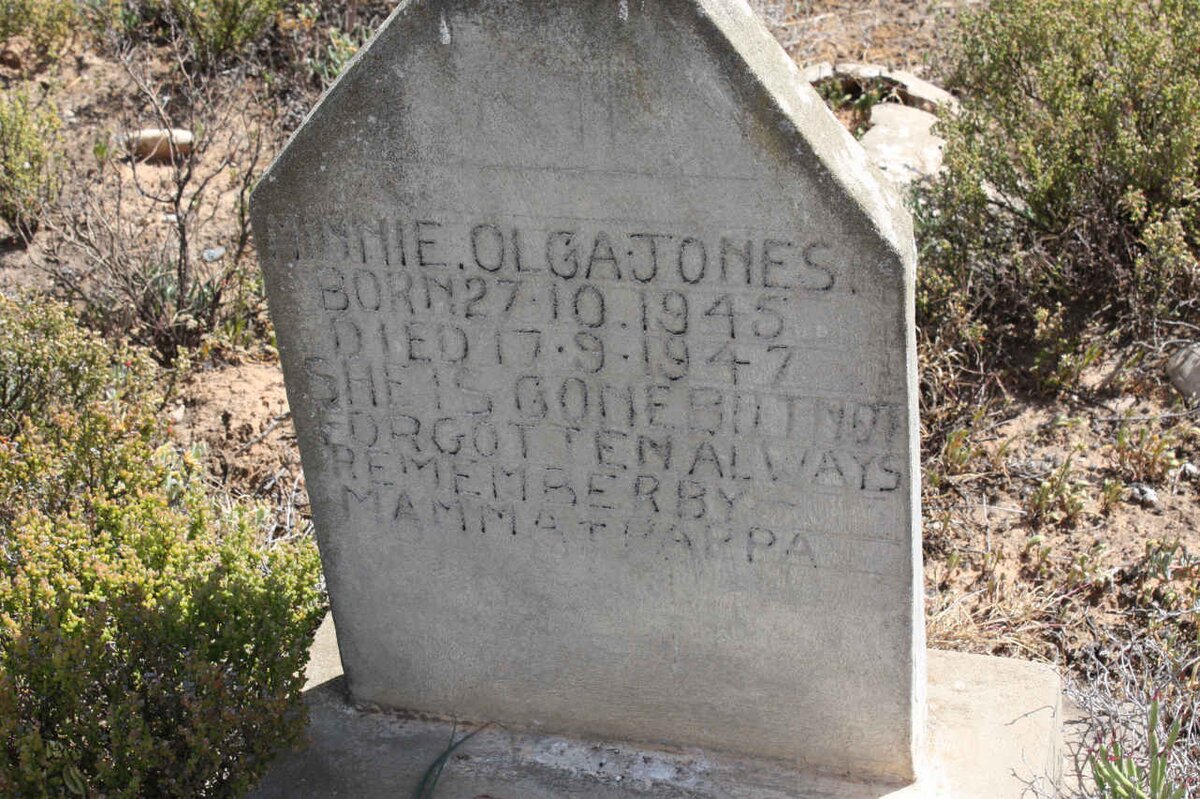 MINNIE. OLGA. JONES.
BORN 27.10.1945
DIED 17.9.1947
SHE IS GONE BUT NOT
FORGOTTEN ALWAYS
REMEMBER BY
MAMMA & PAPPA